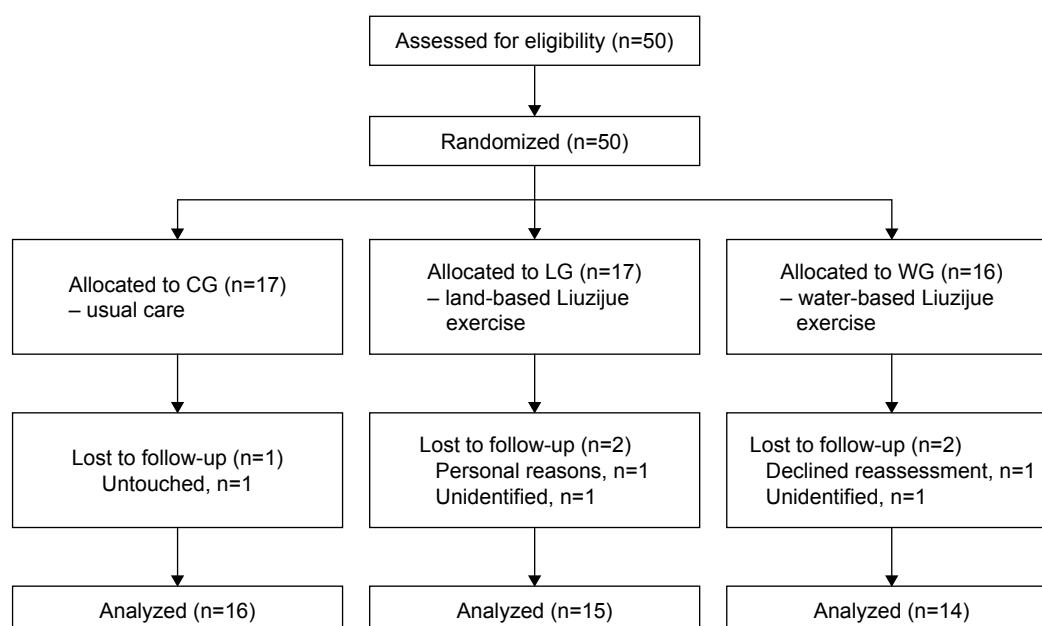 Assessed for eligibility (n=50)
Randomized (n=50)
Allocated to CG (n=17)
– usual care
Allocated to LG (n=17)
– land-based Liuzijue
exercise
Allocated to WG (n=16)
– water-based Liuzijue
exercise
Lost to follow-up (n=1)
Untouched, n=1
Lost to follow-up (n=2)
Personal reasons, n=1
Unidentified, n=1
Lost to follow-up (n=2)
Declined reassessment, n=1
Unidentified, n=1
Analyzed (n=16)
Analyzed (n=15)
Analyzed (n=14)